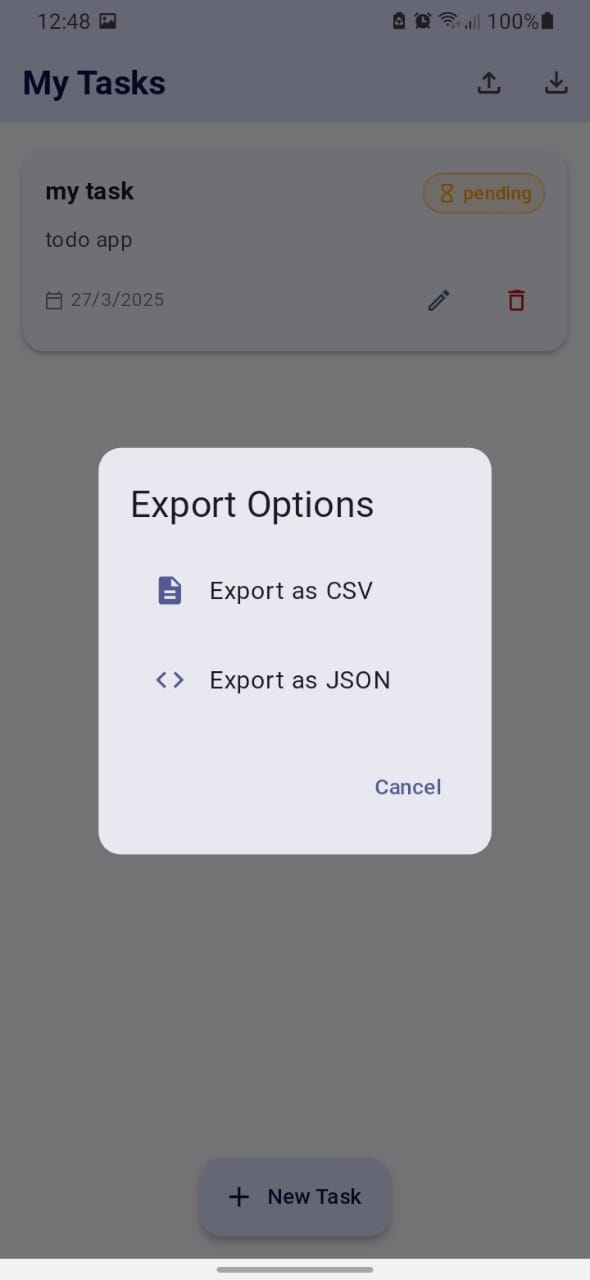 12:48 100%
My Tasks
my task pending
todo app
27/3/2025
Export Options
Export as CSV
Export as JSON
Cancel
New Task